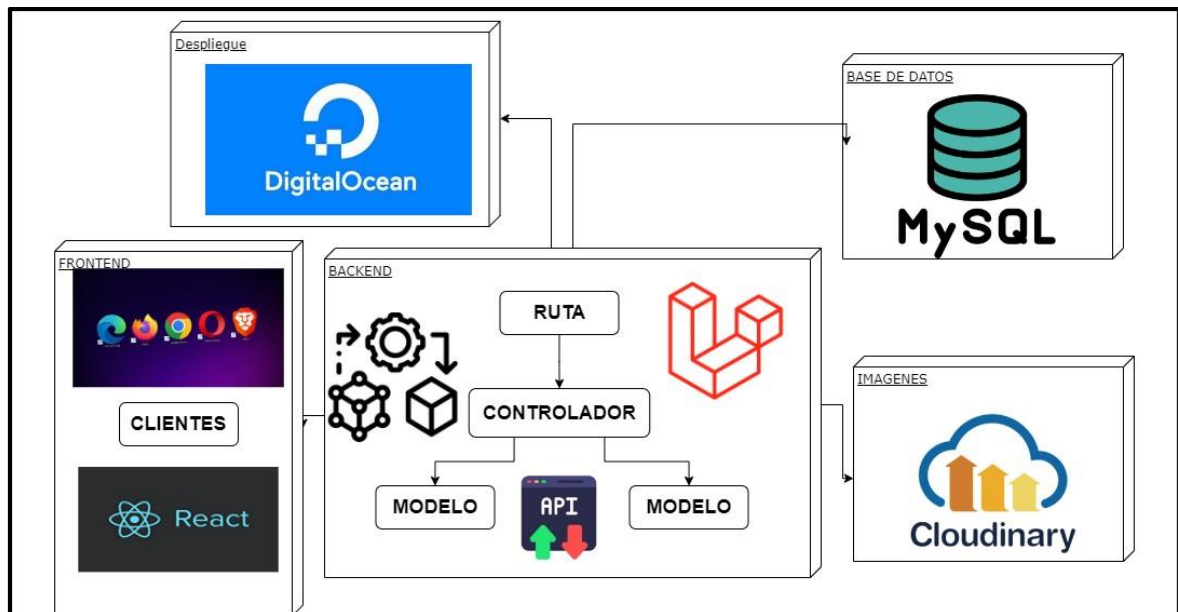 Despliegue
DigitalOcean
BASE DE DATOS
MySQL
FRONTEND
CLIENTES
React
BACKEND
RUTA
CONTROLADOR
MODELO
API
MODELO
IMAGENES
Cloudinary